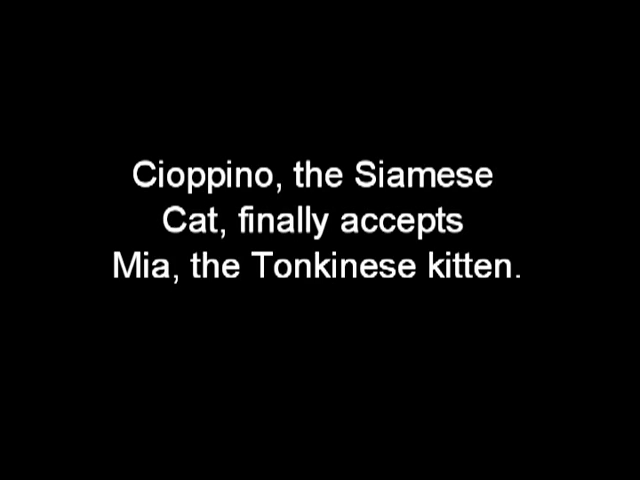 Cioppino, the Siamese
Cat, finally accepts
Mia, the Tonkinese kitten.